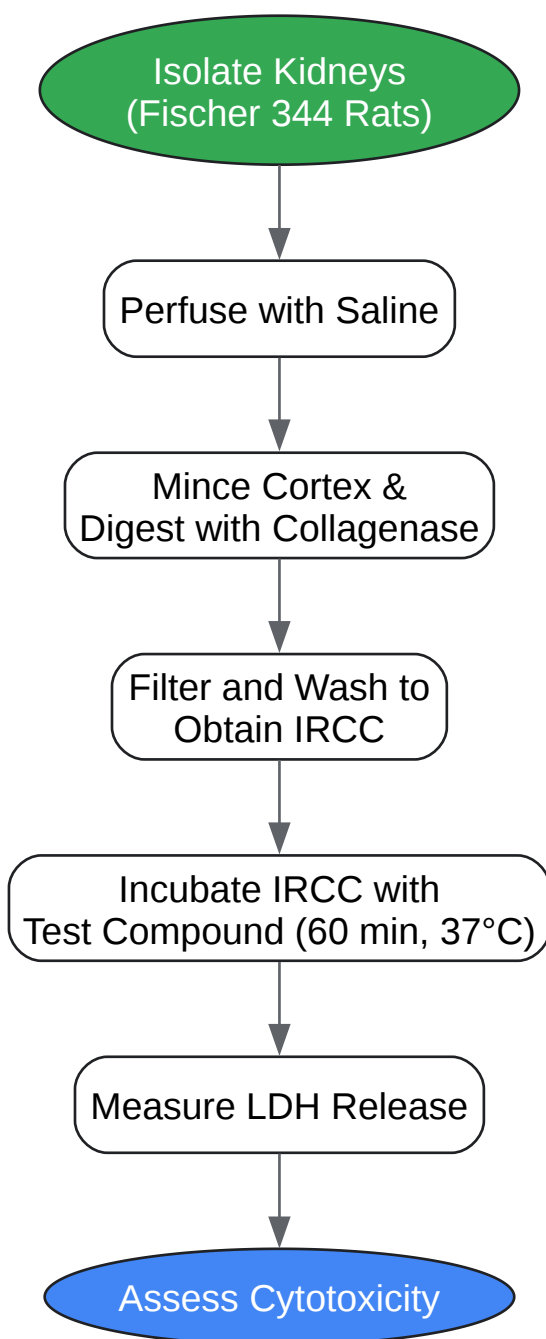 Isolate Kidneys
(Fischer 344 Rats)
Perfuse with Saline
Mince Cortex &
Digest with Collagenase
Filter and Wash to
Obtain IRCC
Incubate IRCC with
Test Compound (60 min, 37°C)
Measure LDH Release
Assess Cytotoxicity